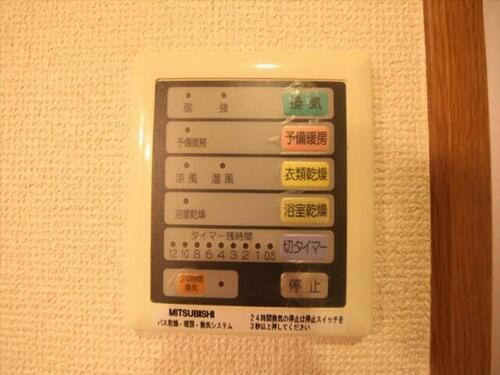 弱 強 換気
予備暖房 予備暖房
涼風 温風 衣類乾燥
浴室乾燥 浴室乾燥
タイマー残時間
12 10 8 6 4 3 2 1 0.5 切タイマー
24時間
換気 停止
MITSUBISHI
バス乾燥・暖房・換気システム
24時間換気の停止は停止スイッチを
3秒以上押してください